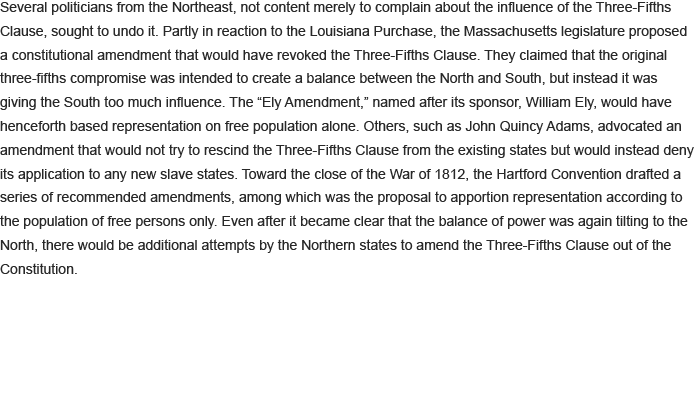 Several politicians from the Northeast, not content merely to complain about the influence of the Three-Fifths
Clause, sought to undo it. Partly in reaction to the Louisiana Purchase, the Massachusetts legislature proposed
a constitutional amendment that would have revoked the Three-Fifths Clause. They claimed that the original
three-fifths compromise was intended to create a balance between the North and South, but instead it was
giving the South too much influence. The “Ely Amendment,” named after its sponsor, William Ely, would have
henceforth based representation on free population alone. Others, such as John Quincy Adams, advocated an
amendment that would not try to rescind the Three-Fifths Clause from the existing states but would instead deny
its application to any new slave states. Toward the close of the War of 1812, the Hartford Convention drafted a
series of recommended amendments, among which was the proposal to apportion representation according to
the population of free persons only. Even after it became clear that the balance of power was again tilting to the
North, there would be additional attempts by the Northern states to amend the Three-Fifths Clause out of the
Constitution.